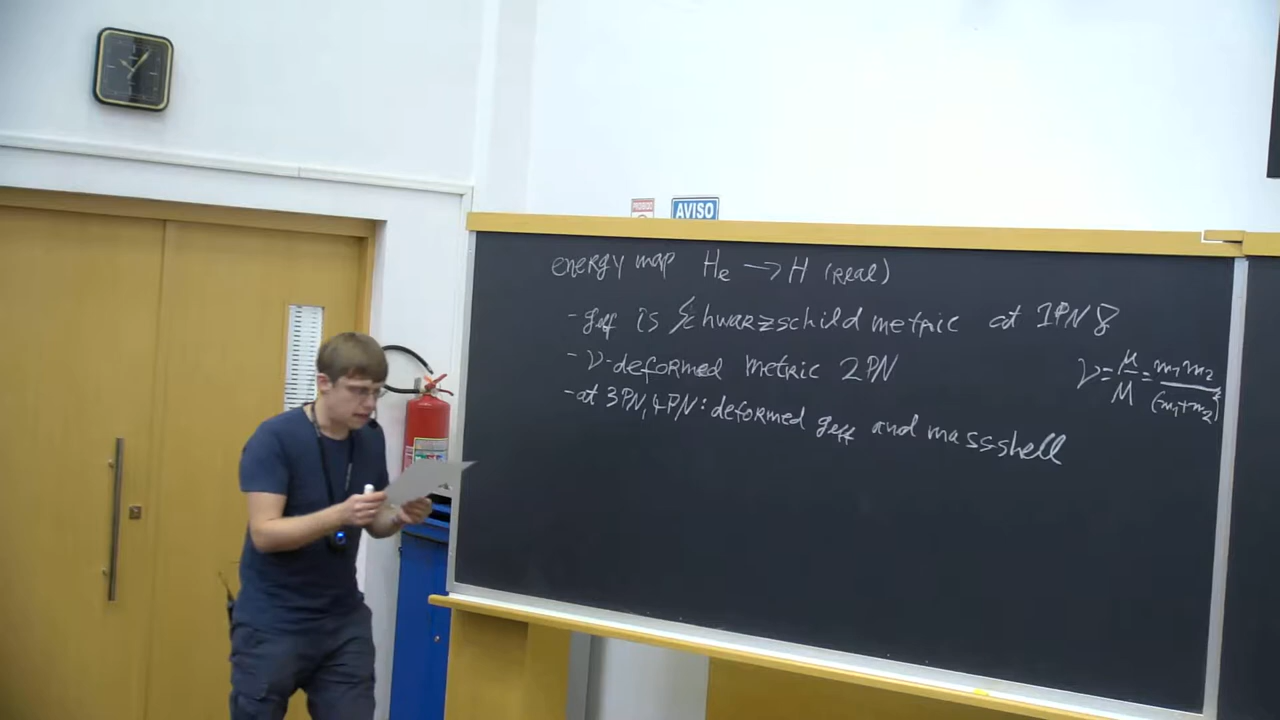 AVISO
energy map He → H (real)
- geff is Schwarzschild metric at 1PN
- ν-deformed metric 2PN
- at 3PN, 4PN: deformed geff and massshell
ν = μ/M = m₁m₂/(m₁+m₂)²